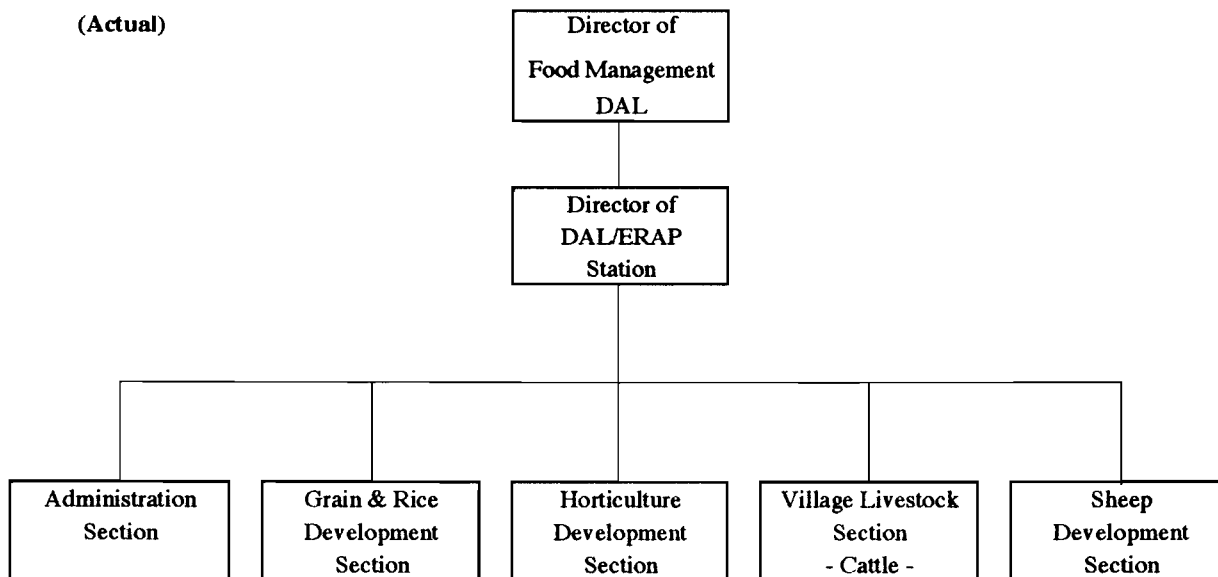 (Actual)
Director of
Food Management
DAL
Director of
DAL/ERAP
Station
Administration
Section
Grain & Rice
Development
Section
Horticulture
Development
Section
Village Livestock
Section
- Cattle -
Sheep
Development
Section